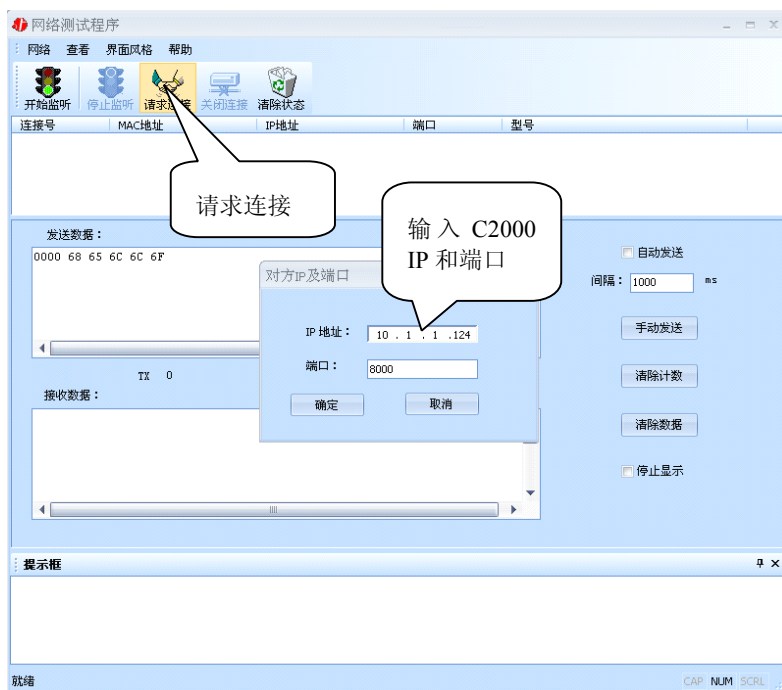 网络测试程序
网络 查看 界面风格 帮助
开始监听 停止监听 请求连接 关闭连接 清除状态
连接号 MAC地址 IP地址 端口 型号
请求连接
输入 C2000
IP 和端口
发送数据：
0000 68 65 6C 6C 6F
对方IP及端口
IP 地址： 10 . 1 . 1 .124
端口： 8000
确定 取消
自动发送
间隔： 1000 ms
手动发送
清除计数
清除数据
停止显示
TX 0
接收数据：
提示框
就绪
CAP NUM SCRL